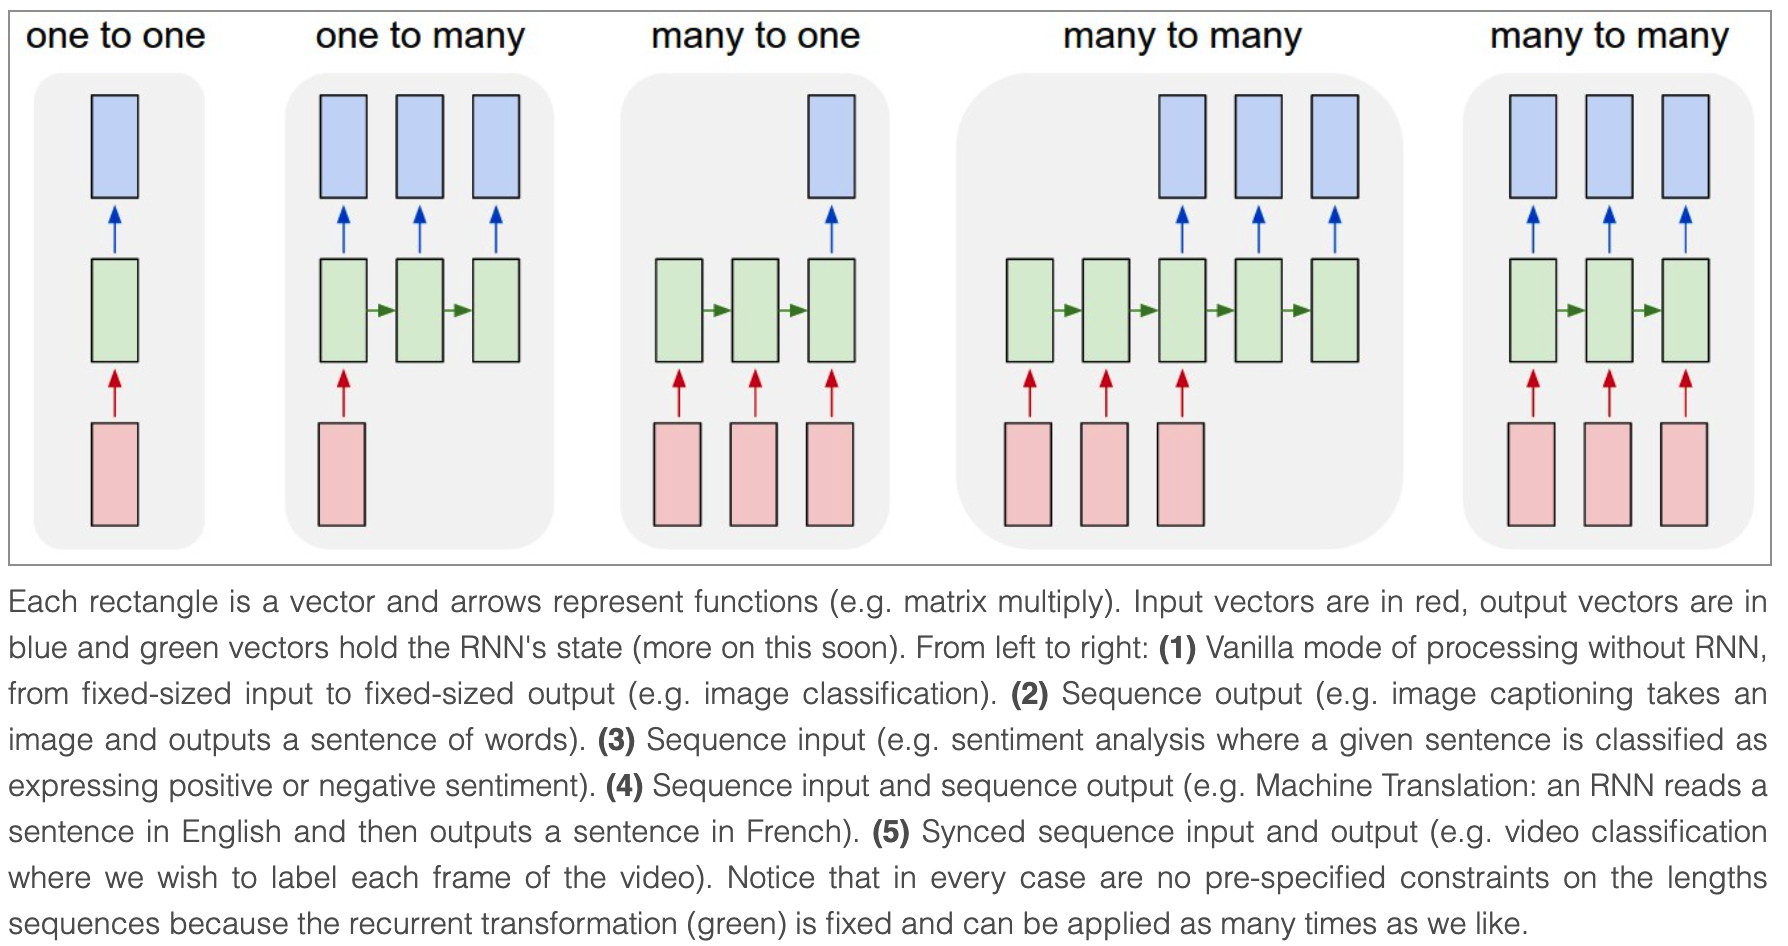 one to one one to many many to one many to many many to many
Each rectangle is a vector and arrows represent functions (e.g. matrix multiply). Input vectors are in red, output vectors are in
blue and green vectors hold the RNN's state (more on this soon). From left to right: (1) Vanilla mode of processing without RNN,
from fixed-sized input to fixed-sized output (e.g. image classification). (2) Sequence output (e.g. image captioning takes an
image and outputs a sentence of words). (3) Sequence input (e.g. sentiment analysis where a given sentence is classified as
expressing positive or negative sentiment). (4) Sequence input and sequence output (e.g. Machine Translation: an RNN reads a
sentence in English and then outputs a sentence in French). (5) Synced sequence input and output (e.g. video classification
where we wish to label each frame of the video). Notice that in every case are no pre-specified constraints on the lengths
sequences because the recurrent transformation (green) is fixed and can be applied as many times as we like.